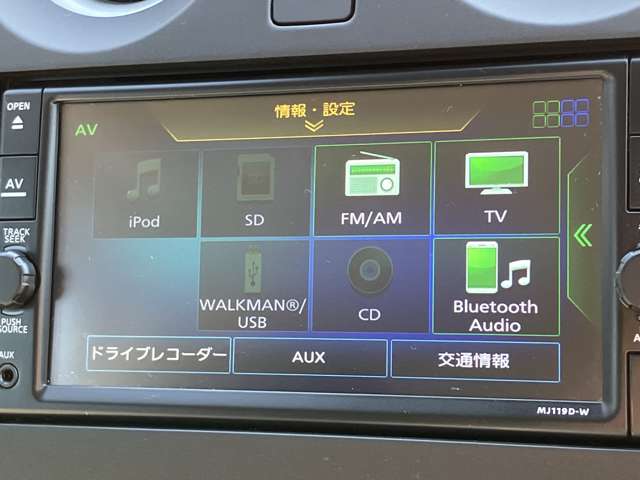 OPEN
AV
TRACK
SEEK
PUSH
SOURCE
AUX
AV
情報・設定
iPod
SD
FM/AM
TV
WALKMAN®/
USB
CD
Bluetooth
Audio
ドライブレコーダー
AUX
交通情報
MJ119D-W